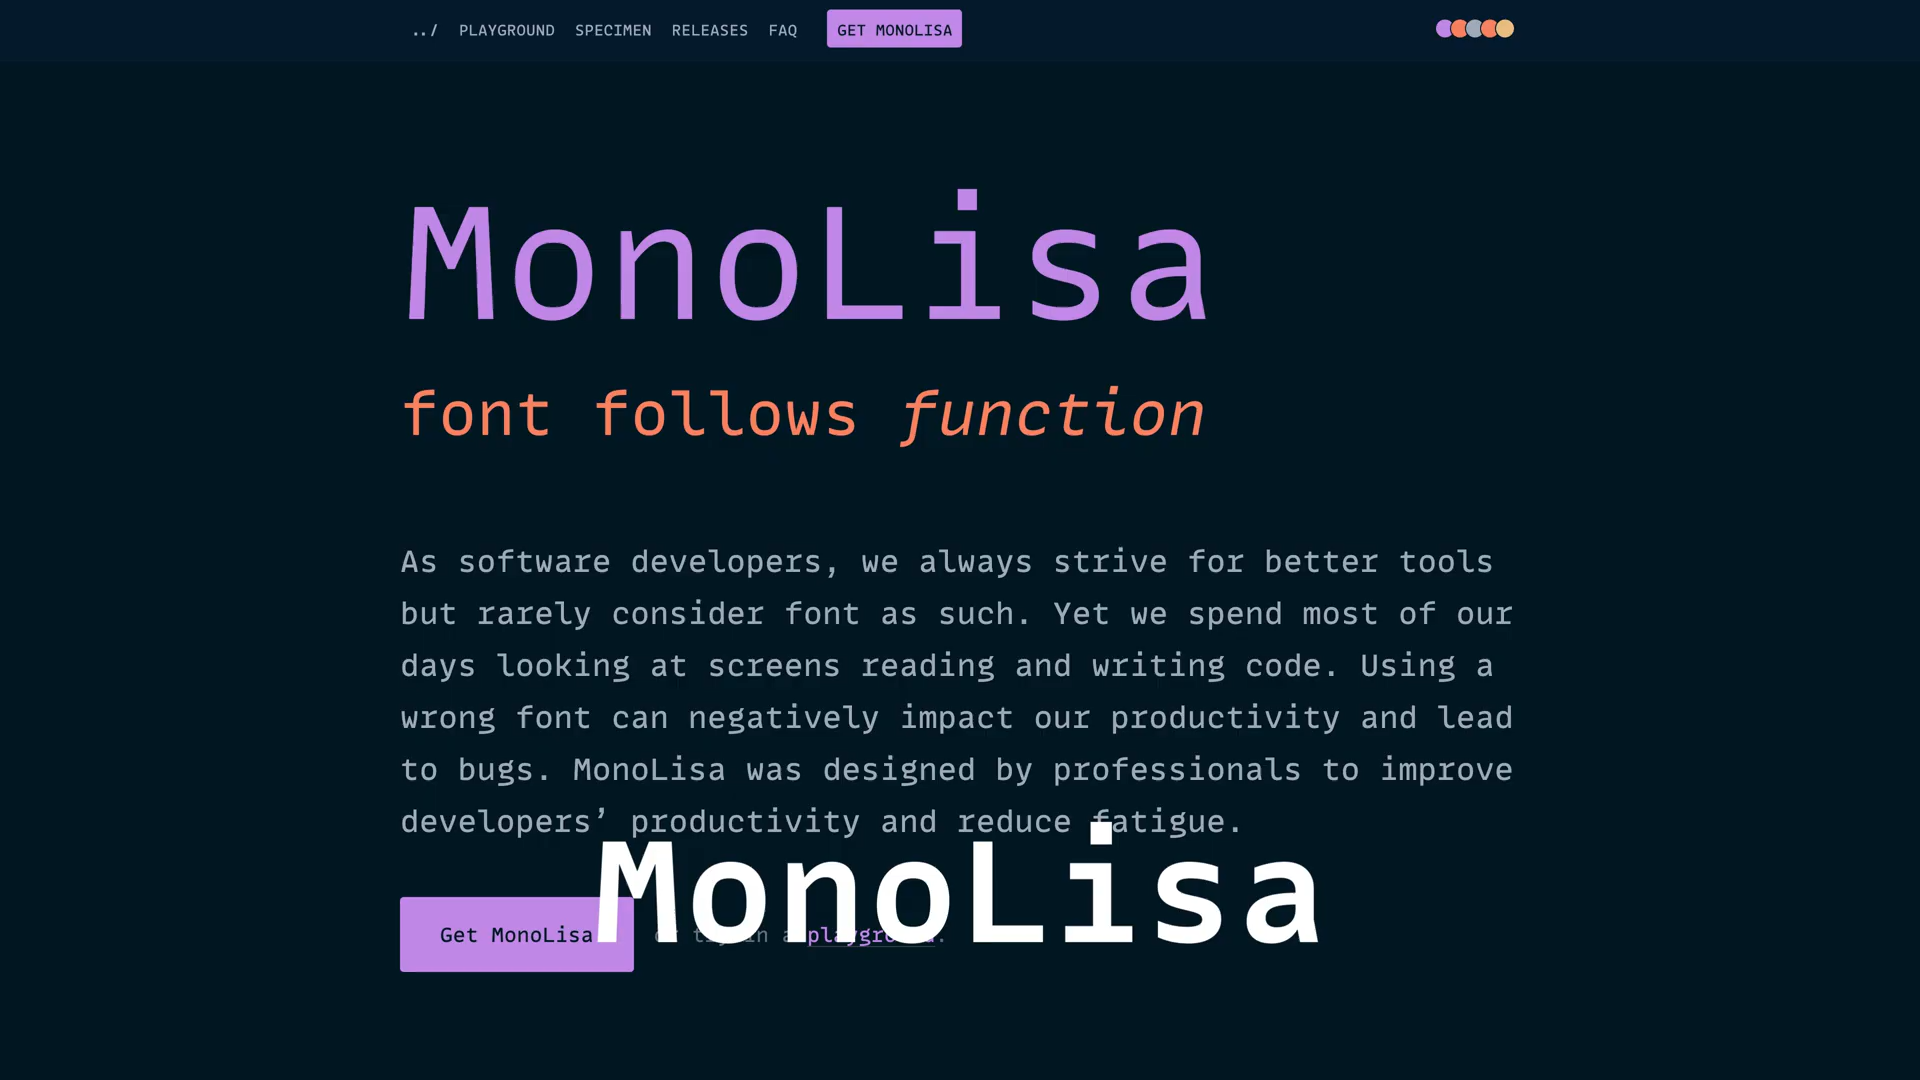 ../ PLAYGROUND SPECIMEN RELEASES FAQ GET MONOLISA
MonoLisa
font follows function
As software developers, we always strive for better tools
but rarely consider font as such. Yet we spend most of our
days looking at screens reading and writing code. Using a
wrong font can negatively impact our productivity and lead
to bugs. MonoLisa was designed by professionals to improve
developers’ productivity and reduce fatigue.
MonoLisa
Get MonoLisa playground.